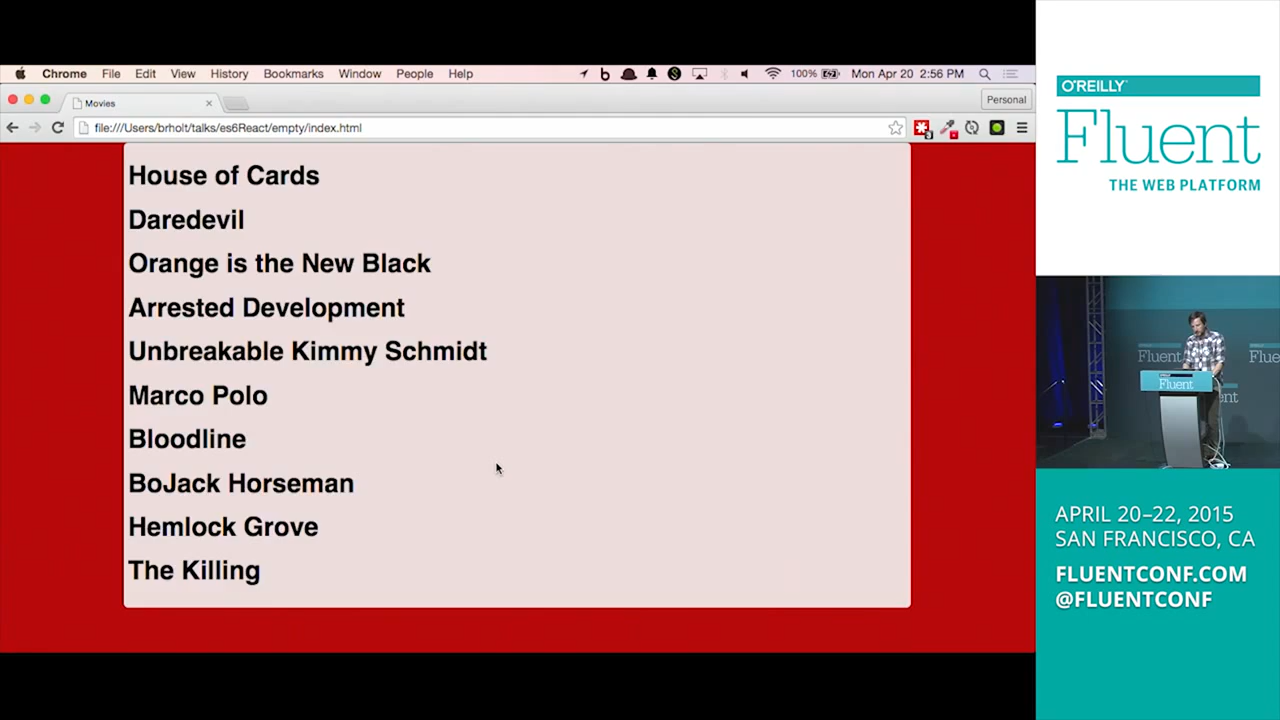 Chrome File Edit View History Bookmarks Window People Help 100% Mon Apr 20 2:56 PM
Movies
Personal
file:///Users/brholt/talks/es6React/empty/index.html
House of Cards
Daredevil
Orange is the New Black
Arrested Development
Unbreakable Kimmy Schmidt
Marco Polo
Bloodline
BoJack Horseman
Hemlock Grove
The Killing
O'REILLY
Fluent
THE WEB PLATFORM
Fluent
Fluent
APRIL 20–22, 2015
SAN FRANCISCO, CA
FLUENTCONF.COM
@FLUENTCONF